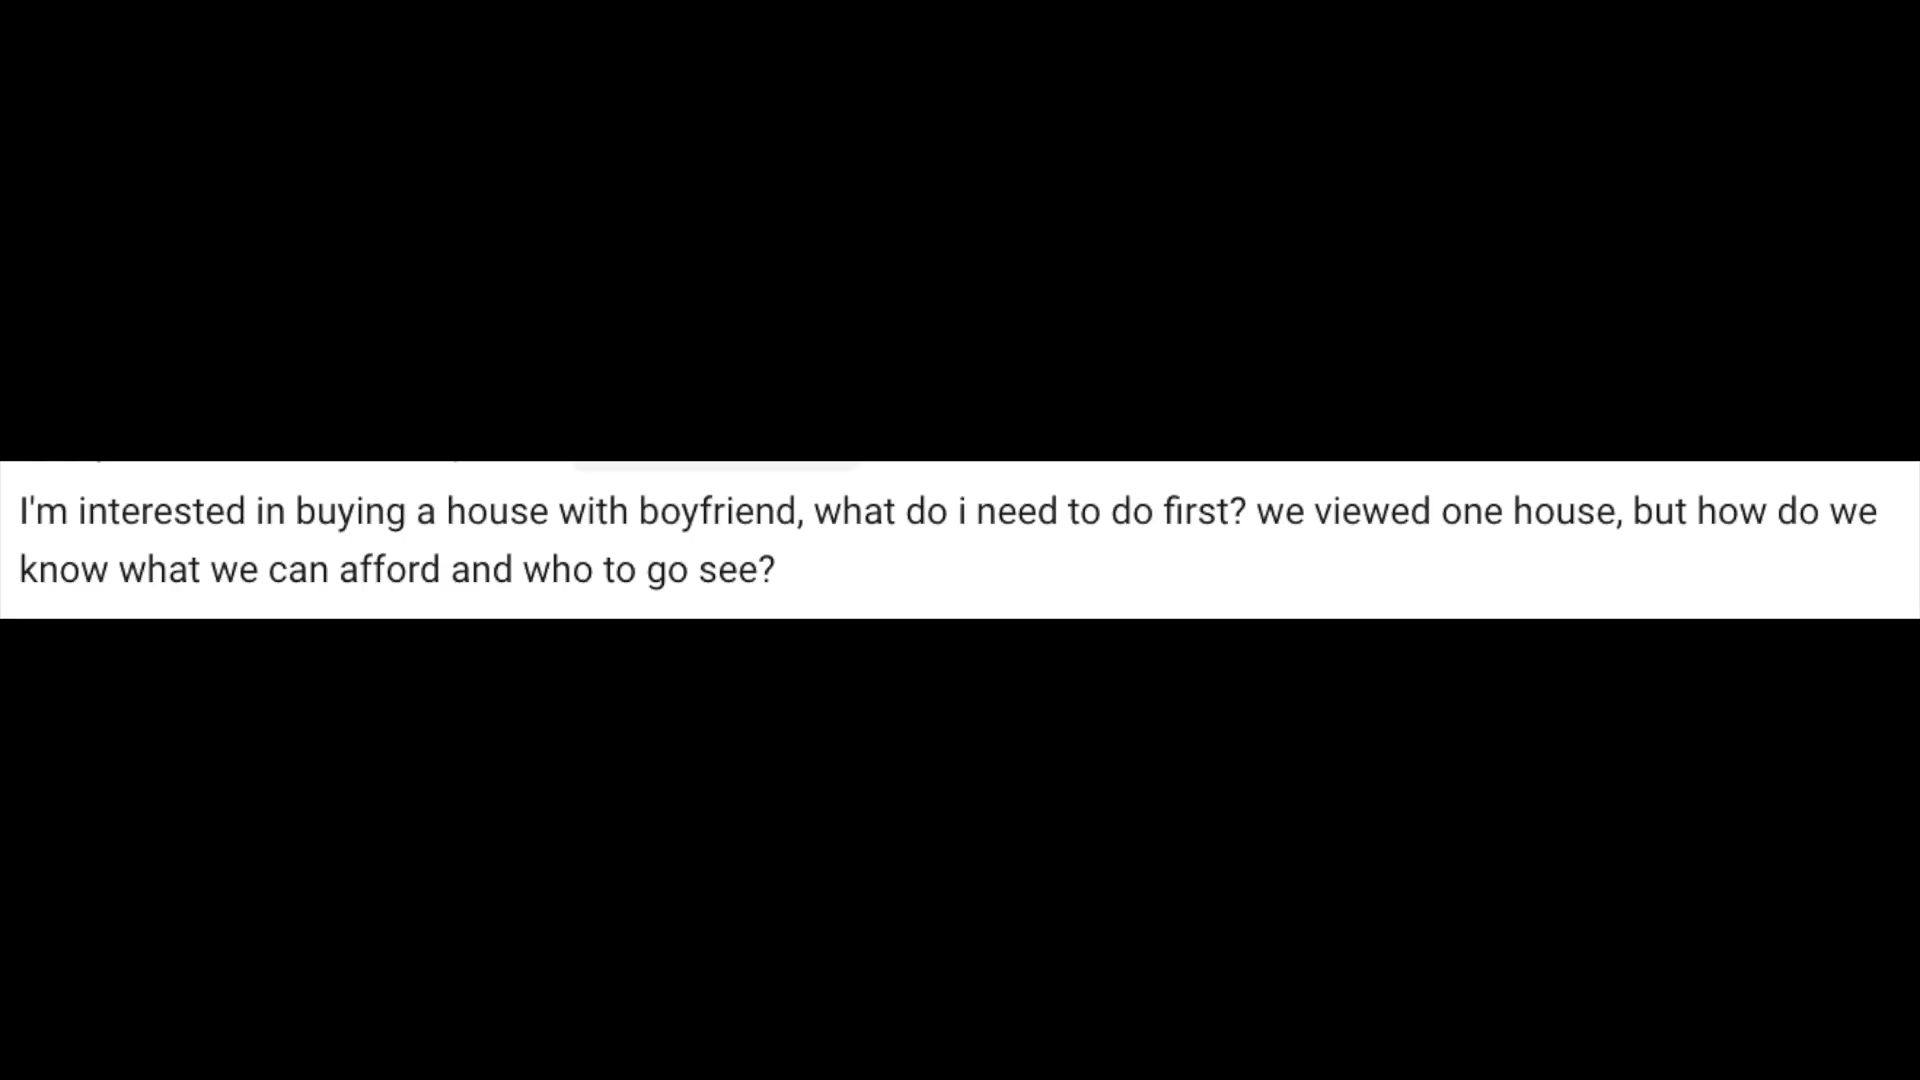 I'm interested in buying a house with boyfriend, what do i need to do first? we viewed one house, but how do we
know what we can afford and who to go see?